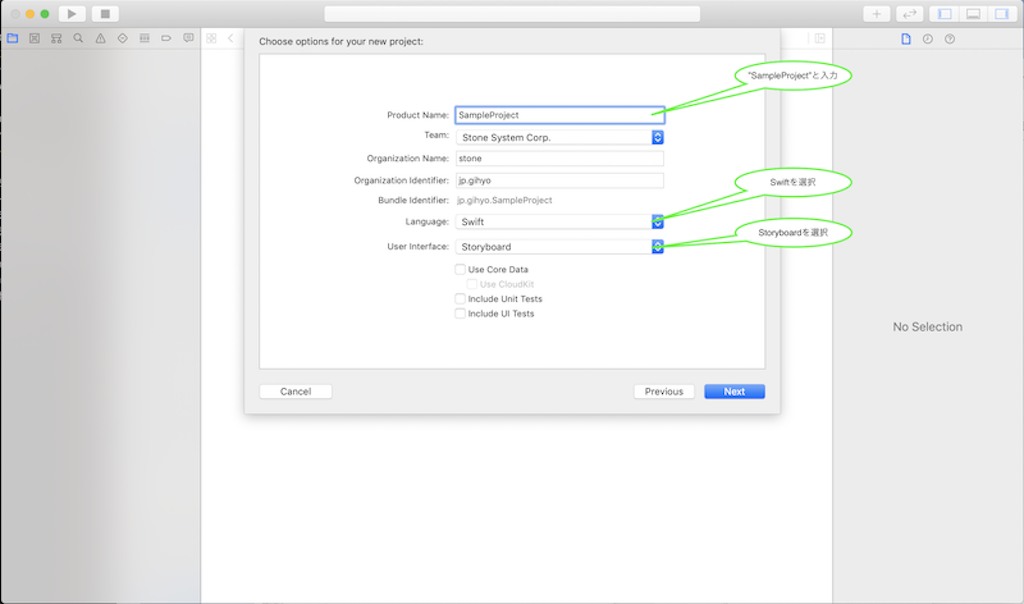 Choose options for your new project:
"SampleProject"と入力
Product Name: SampleProject
Team: Stone System Corp.
Organization Name: stone
Organization Identifier: jp.gihyo
Swiftを選択
Bundle Identifier: jp.gihyo.SampleProject
Language: Swift
Storyboardを選択
User Interface: Storyboard
Use Core Data
Use CloudKit
Include Unit Tests
Include UI Tests
No Selection
Cancel
Previous
Next